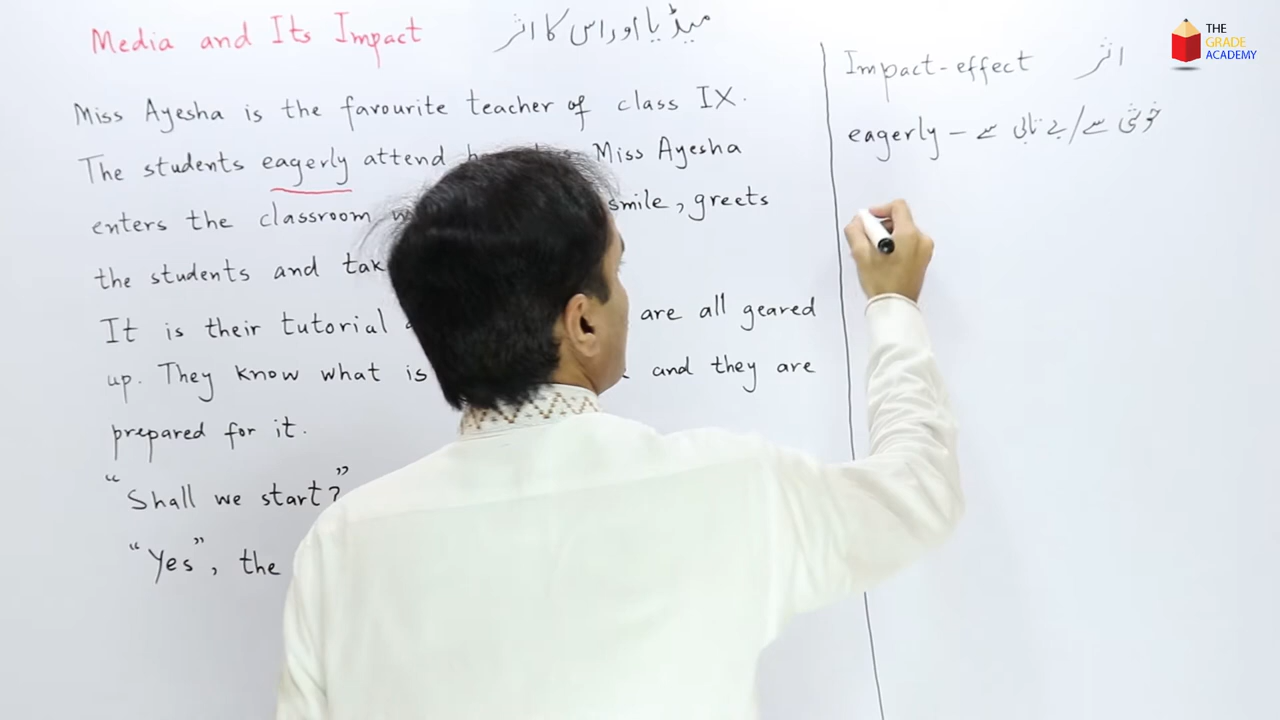 Media and Its Impact میڈیا اور اس کا اثر
Miss Ayesha is the favourite teacher of class IX.
The students eagerly attend Miss Ayesha
enters the classroom smile, greets
the students and
It is their tutorial are all geared
up. They know what is and they are
prepared for it.
"Shall we start?"
"Yes", the
Impact-effect اثر
eagerly - خوشی سے/بے تابی سے
THE
GRADE
ACADEMY